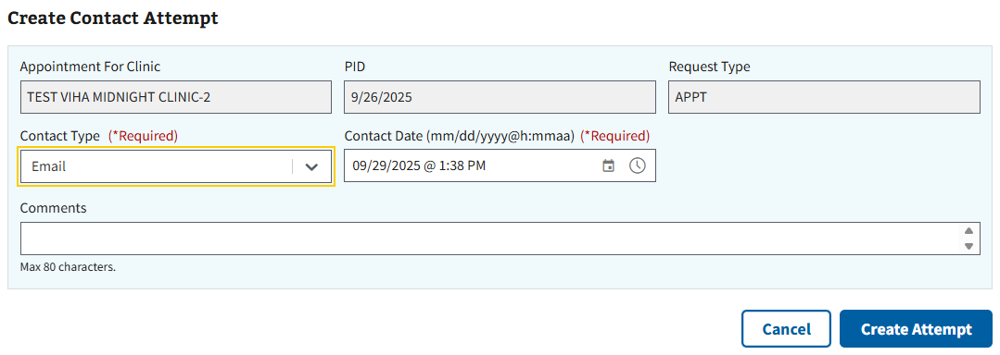 Create Contact Attempt
Appointment For Clinic PID Request Type
TEST VIHA MIDNIGHT CLINIC-2 9/26/2025 APPT
Contact Type (*Required) Contact Date (mm/dd/yyyy@h:mmaa) (*Required)
Email 09/29/2025 @ 1:38 PM
Comments
Max 80 characters.
Cancel Create Attempt